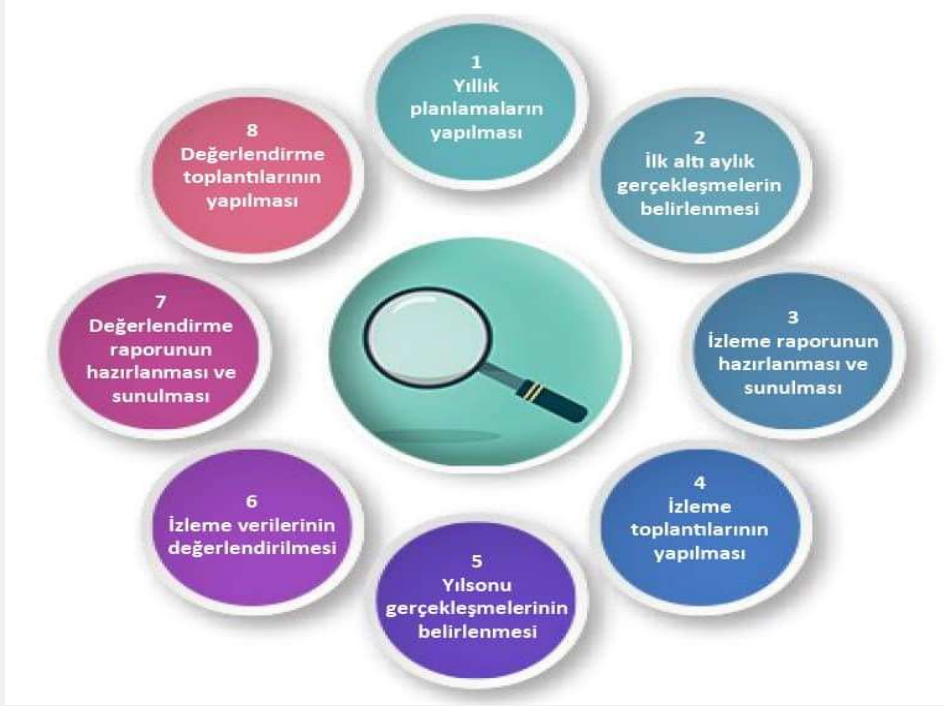 1
Yıllık
planlamaların
yapılması
2
İlk altı aylık
gerçekleşmelerin
belirlenmesi
3
İzleme raporunun
hazırlanması ve
sunulması
4
İzleme
toplantılarının
yapılması
5
Yılsonu
gerçekleşmelerinin
belirlenmesi
6
İzleme verilerinin
değerlendirilmesi
7
Değerlendirme
raporunun
hazırlanması ve
sunulması
8
Değerlendirme
toplantılarının
yapılması